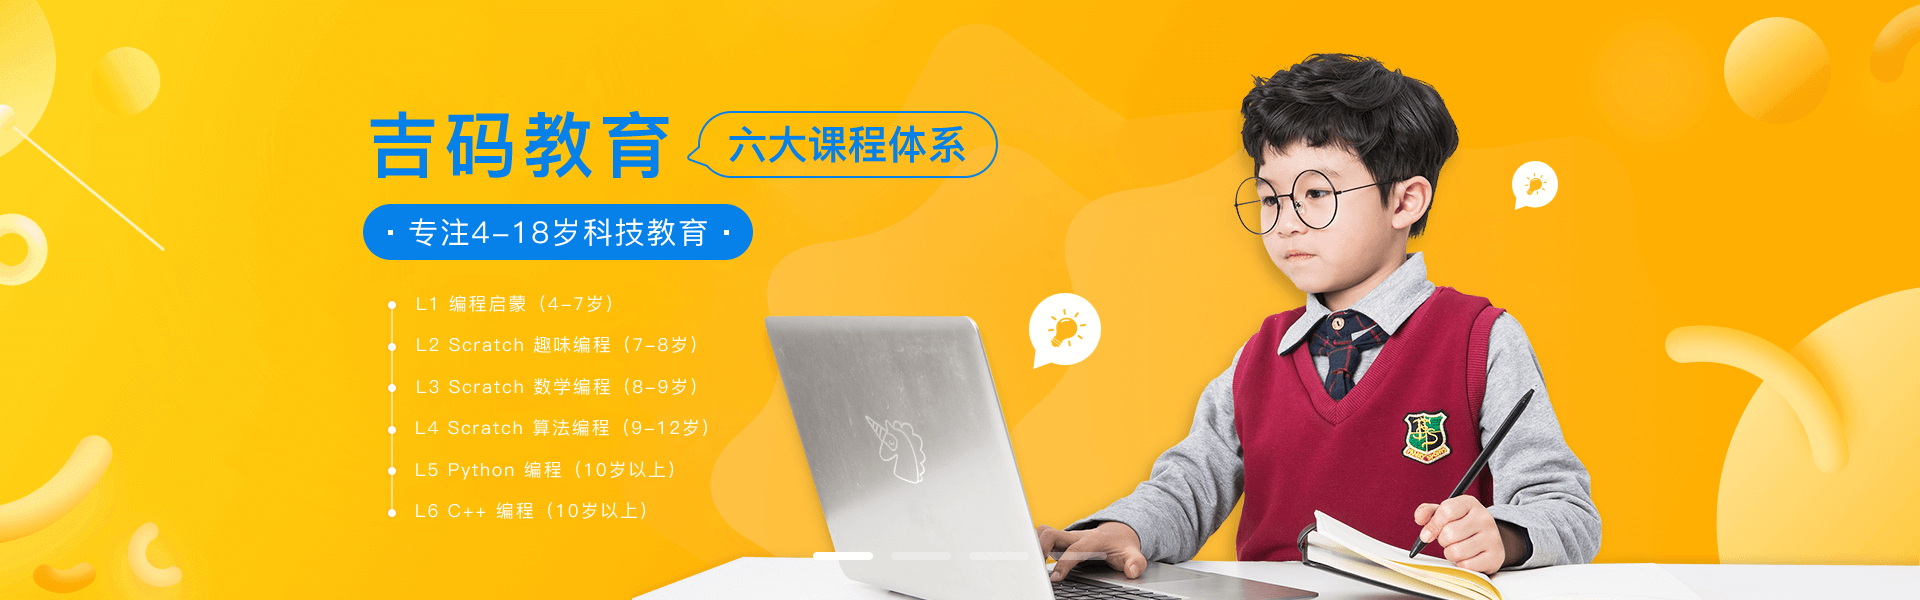 吉码教育
六大课程体系
· 专注4-18岁科技教育 ·
L1 编程启蒙（4-7岁）
L2 Scratch 趣味编程（7-8岁）
L3 Scratch 数学编程（8-9岁）
L4 Scratch 算法编程（9-12岁）
L5 Python 编程（10岁以上）
L6 C++ 编程（10岁以上）